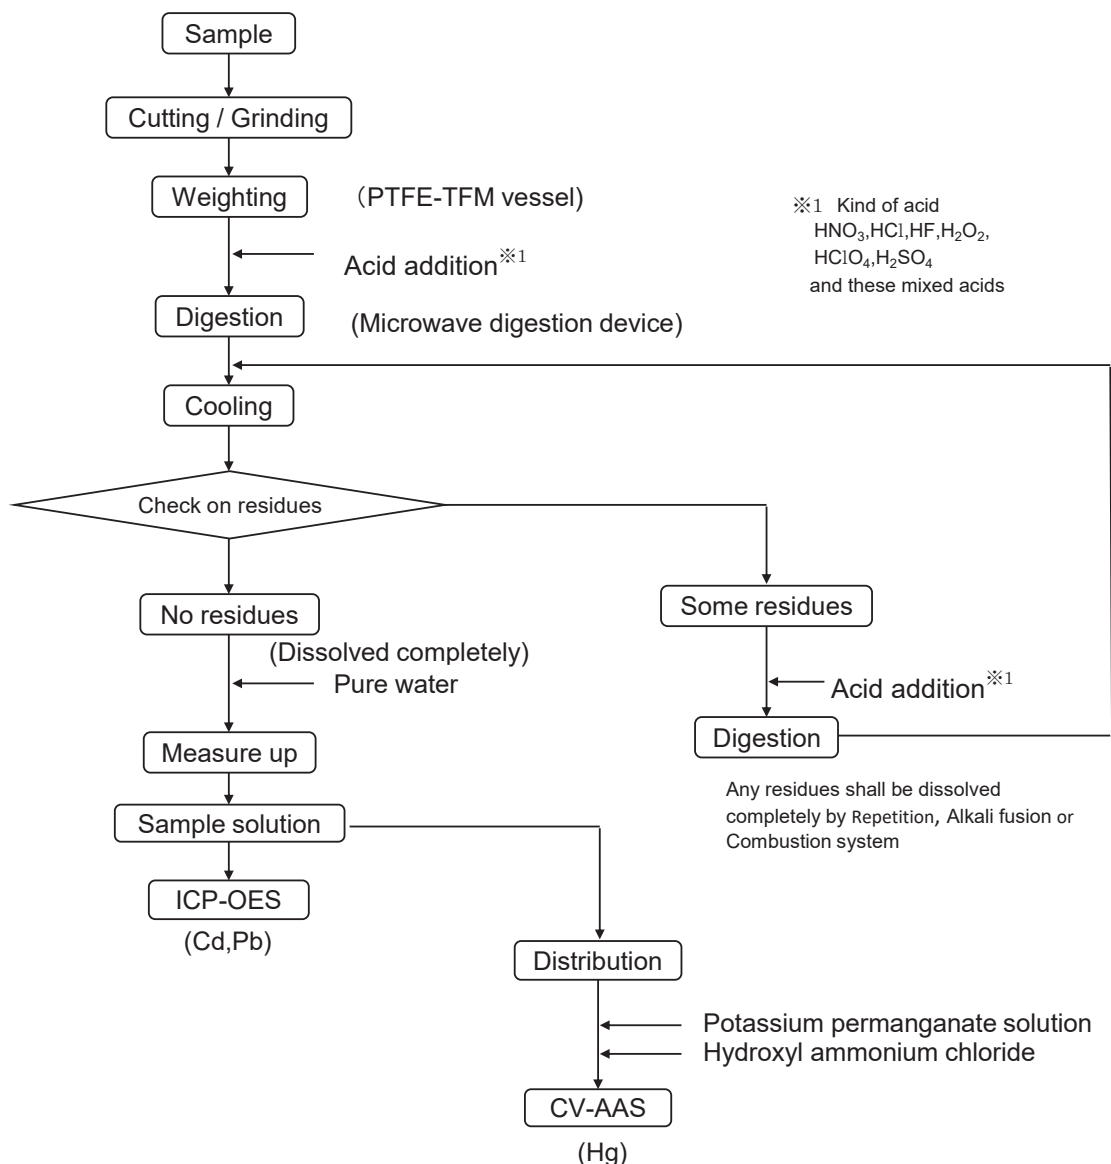 Sample
Cutting / Grinding
Weighting
（PTFE-TFM vessel)
※1 Kind of acid
HNO₃,HCl,HF,H₂O₂,
HClO₄,H₂SO₄
and these mixed acids
Acid addition※1
Digestion
(Microwave digestion device)
Cooling
Check on residues
No residues
(Dissolved completely)
Pure water
Some residues
Acid addition※1
Digestion
Any residues shall be dissolved
completely by Repetition, Alkali fusion or
Combustion system
Measure up
Sample solution
ICP-OES
(Cd,Pb)
Distribution
Potassium permanganate solution
Hydroxyl ammonium chloride
CV-AAS
(Hg)